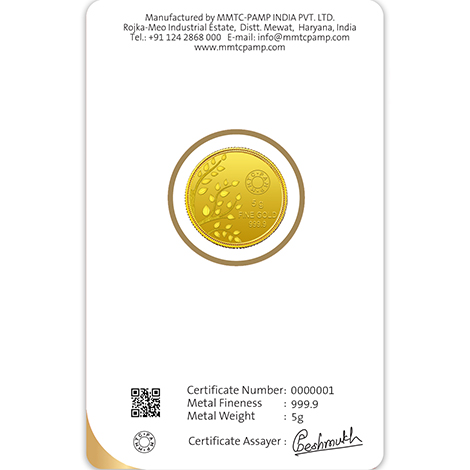 Manufactured by MMTC-PAMP INDIA PVT. LTD.
Rojka-Meo Industrial Estate, Distt. Mewat, Haryana, India
Tel.: +91 124 2868 000 E-mail: info@mmtcpamp.com
www.mmtcpamp.com
5g
FINE GOLD
999.9
Certificate Number: 0000001
Metal Fineness : 999.9
Metal Weight : 5g
Certificate Assayer :